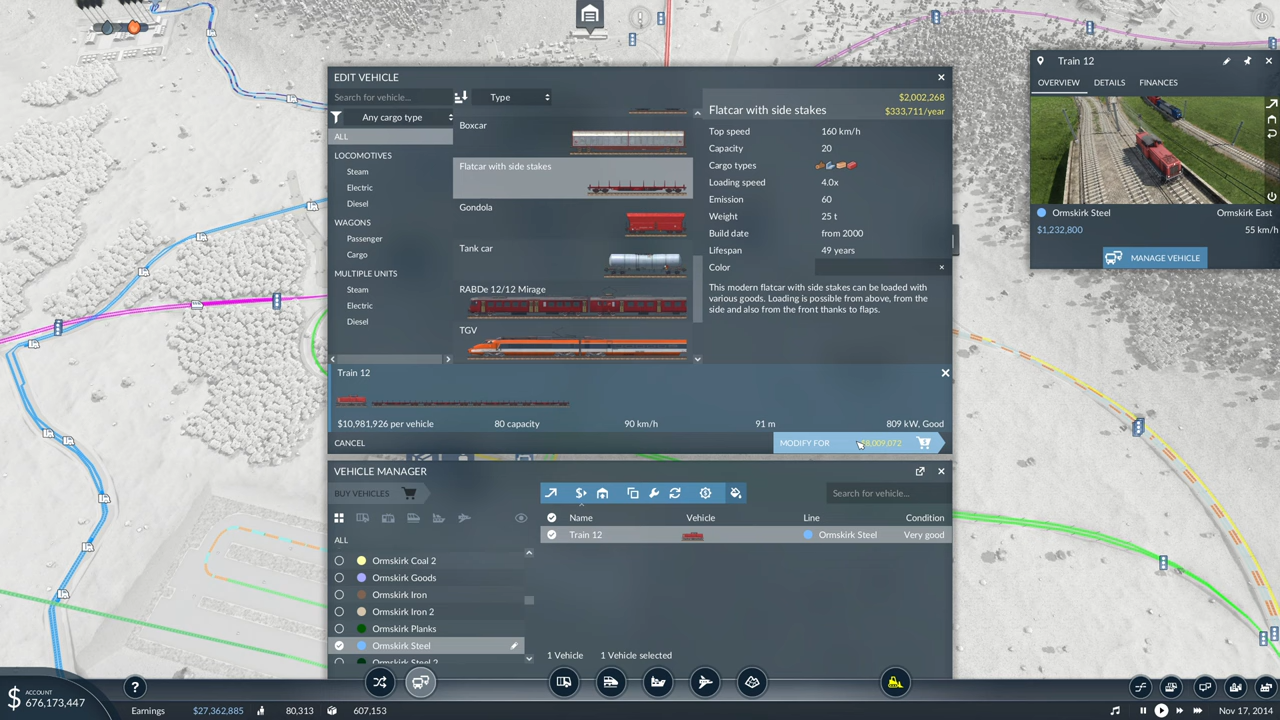 EDIT VEHICLE
Search for vehicle...
Type
Any cargo type
ALL
LOCOMOTIVES
Steam
Electric
Diesel
WAGONS
Passenger
Cargo
MULTIPLE UNITS
Steam
Electric
Diesel
Boxcar
Flatcar with side stakes
Gondola
Tank car
RABDe 12/12 Mirage
TGV
$2,002,268
Flatcar with side stakes
$333,711/year
Top speed 160 km/h
Capacity 20
Cargo types
Loading speed 4.0x
Emission 60
Weight 25 t
Build date from 2000
Lifespan 49 years
Color
This modern flatcar with side stakes can be loaded with
various goods. Loading is possible from above, from the
side and also from the front thanks to flaps.
Train 12
$10,981,926 per vehicle 80 capacity 90 km/h 91 m 809 kW, Good
CANCEL
MODIFY FOR
VEHICLE MANAGER
BUY VEHICLES
Search for vehicle...
ALL
Ormskirk Coal 2
Ormskirk Goods
Ormskirk Iron
Ormskirk Iron 2
Ormskirk Planks
Ormskirk Steel
Ormskirk Steel 2
Name Vehicle Line Condition
Train 12 Ormskirk Steel Very good
1 Vehicle 1 Vehicle selected
Train 12
OVERVIEW DETAILS FINANCES
Ormskirk Steel Ormskirk East
$1,232,800 55 km/h
MANAGE VEHICLE
$ ACCOUNT
676,173,447
?
Earnings $27,362,885 80,313 607,153
Nov 17, 2014